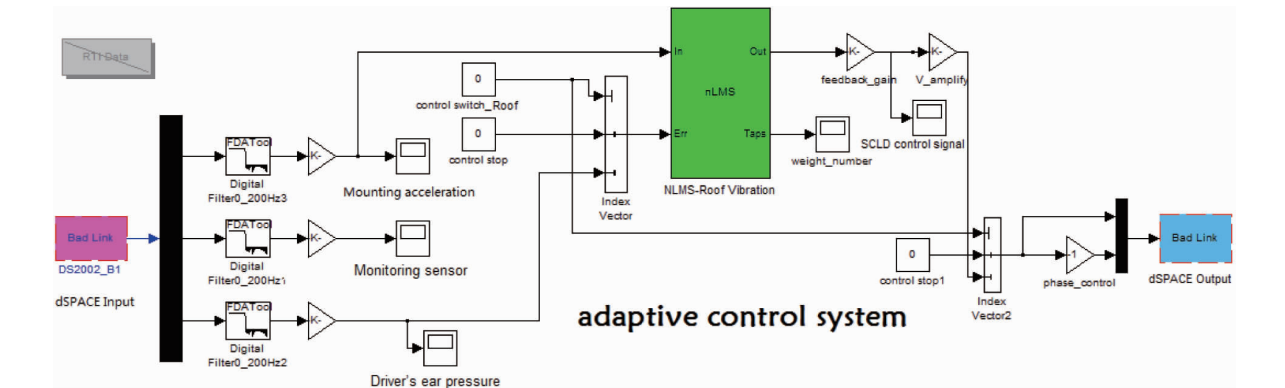 RTI Data
In
Out
nLMS
Err
Taps
NLMS-Roof Vibration
0
control switch_Roof
0
control stop
Index
Vector
K-
feedback_gain
K-
V_amplify
SCLD control signal
weight_number
FDATool
Digital
Filter0_200Hz3
K-
Mounting acceleration
Bad Link
DS2002_B1
dSPACE Input
FDATool
Digital
Filter0_200Hz1
K-
Monitoring sensor
FDATool
Digital
Filter0_200Hz2
K-
Driver's ear pressure
adaptive control system
0
control stop1
Index
Vector2
-1
phase_control
Bad Link
dSPACE Output